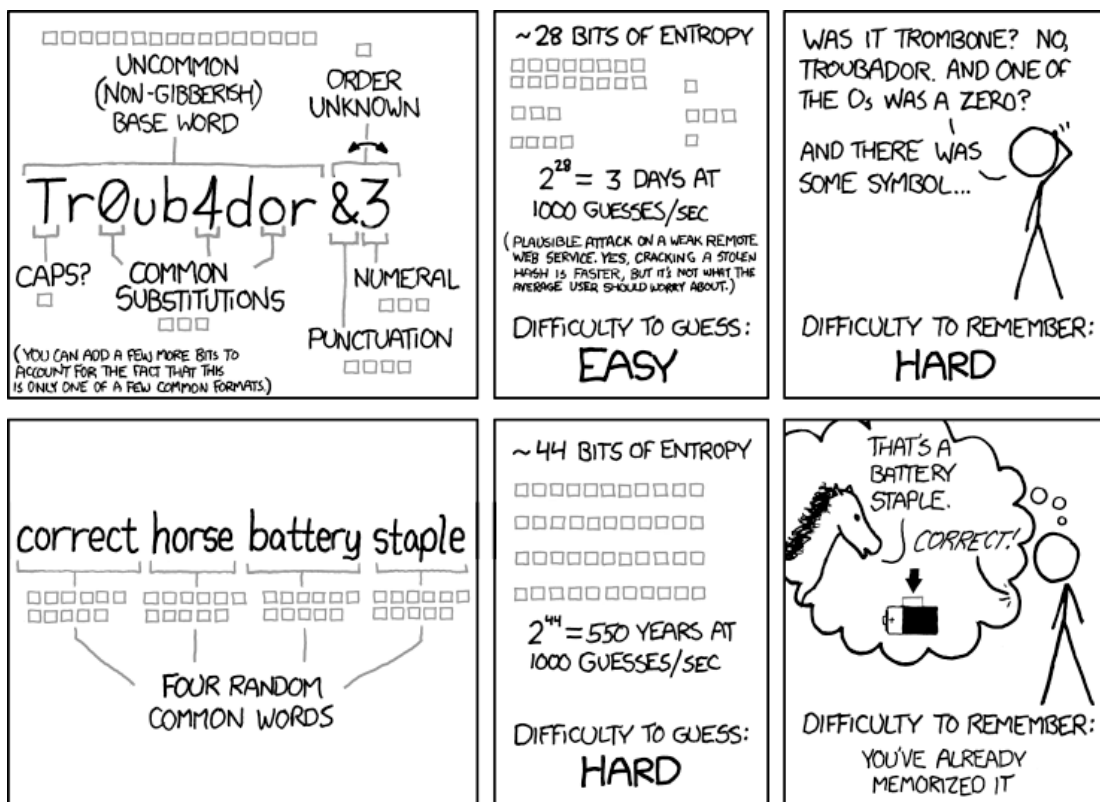 UNCOMMON
(NON-GIBBERISH)
BASE WORD
ORDER
UNKNOWN
Tr0ub4dor &3
CAPS?
COMMON
SUBSTITUTIONS
NUMERAL
PUNCTUATION
(YOU CAN ADD A FEW MORE BITS TO
ACCOUNT FOR THE FACT THAT THIS
IS ONLY ONE OF A FEW COMMON FORMATS.)
~28 BITS OF ENTROPY
2^28 = 3 DAYS AT
1000 GUESSES/SEC
(PLAUSIBLE ATTACK ON A WEAK REMOTE
WEB SERVICE. YES, CRACKING A STOLEN
HASH IS FASTER, BUT IT'S NOT WHAT THE
AVERAGE USER SHOULD WORRY ABOUT.)
DIFFICULTY TO GUESS:
EASY
WAS IT TROMBONE? NO,
TROUBADOR. AND ONE OF
THE Os WAS A ZERO?
AND THERE WAS
SOME SYMBOL...
DIFFICULTY TO REMEMBER:
HARD
correct horse battery staple
FOUR RANDOM
COMMON WORDS
~44 BITS OF ENTROPY
2^44 = 550 YEARS AT
1000 GUESSES/SEC
DIFFICULTY TO GUESS:
HARD
THAT'S A
BATTERY
STAPLE.
CORRECT!
+
DIFFICULTY TO REMEMBER:
YOU'VE ALREADY
MEMORIZED IT